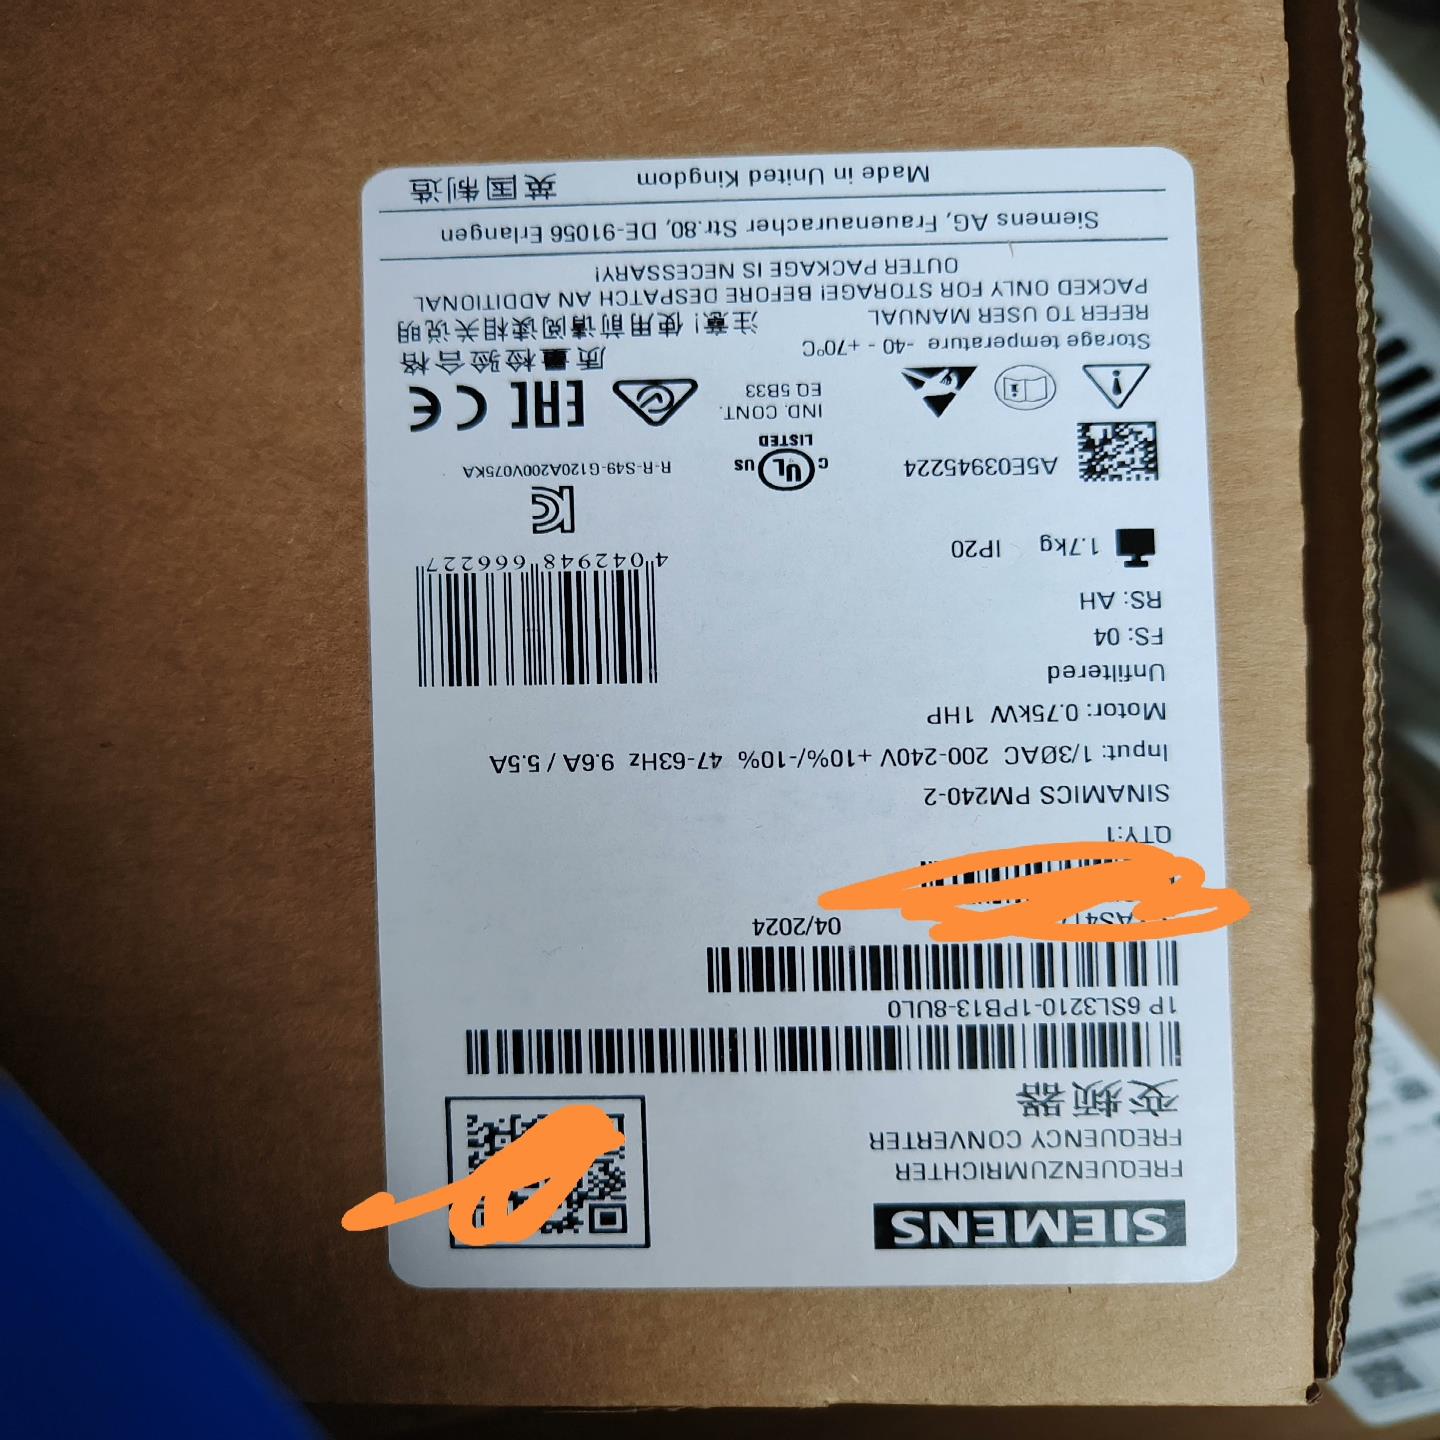 SIEMENS
FREQUENZUMRICHTER
FREQUENCY CONVERTER
变频器
1P 6SL3210-1PB13-8UL0
04/2024
QTY:1
SINAMICS PM240-2
Input: 1/3ØAC 200-240V +10%/-10% 47-63Hz 9.6A / 5.5A
Motor: 0.75kW 1HP
Unfiltered
FS: 04
RS: AH
1.7kg IP20
4 042948 666227
A5E03945224
C UL US
LISTED
IND. CONT.
EQ 5B33
R-R-S49-G120A200V075KA
EAC CE
Storage temperature -40 - +70°C
质量检验合格
REFER TO USER MANUAL
注意! 使用前请阅读相关说明
PACKED ONLY FOR STORAGE! BEFORE DESPATCH AN ADDITIONAL
OUTER PACKAGE IS NECESSARY!
Siemens AG, Frauenauracher Str.80, DE-91056 Erlangen
Made in United Kingdom 英国制造